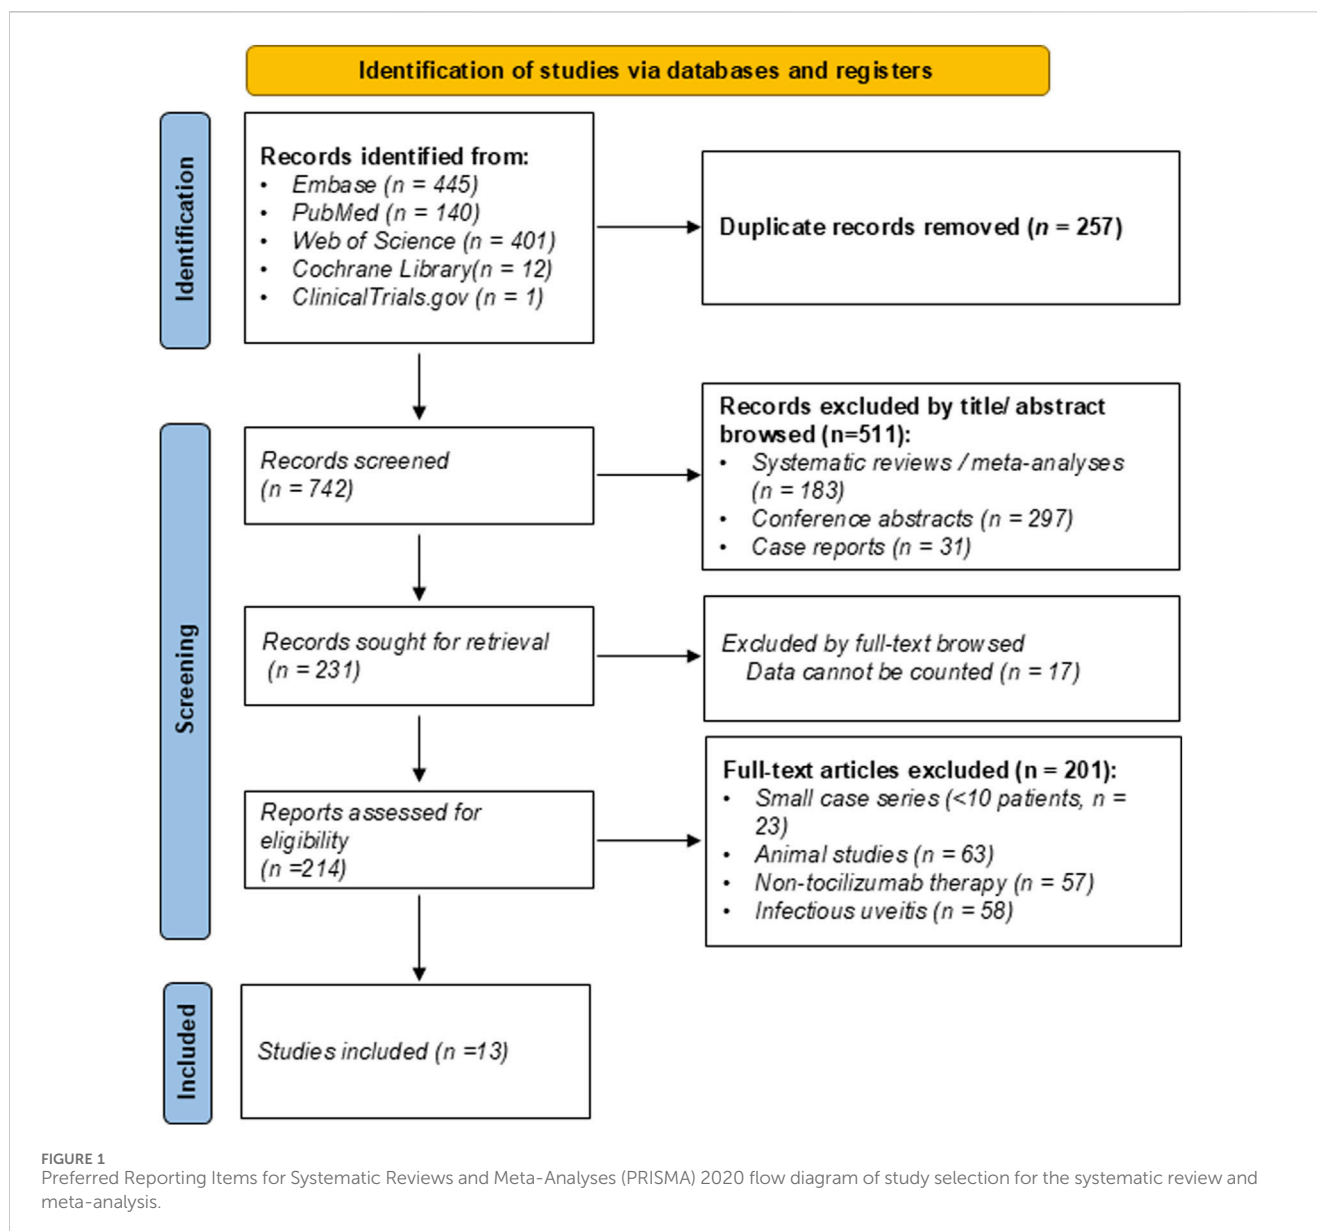 Identification of studies via databases and registers
Identification
Records identified from:
• Embase (n = 445)
• PubMed (n = 140)
• Web of Science (n = 401)
• Cochrane Library(n = 12)
• ClinicalTrials.gov (n = 1)
Duplicate records removed (n = 257)
Screening
Records screened
(n = 742)
Records excluded by title/ abstract
browsed (n=511):
• Systematic reviews / meta-analyses
(n = 183)
• Conference abstracts (n = 297)
• Case reports (n = 31)
Records sought for retrieval
(n = 231)
Excluded by full-text browsed
Data cannot be counted (n = 17)
Reports assessed for
eligibility
(n =214)
Full-text articles excluded (n = 201):
• Small case series (<10 patients, n =
23)
• Animal studies (n = 63)
• Non-tocilizumab therapy (n = 57)
• Infectious uveitis (n = 58)
Included
Studies included (n =13)
FIGURE 1
Preferred Reporting Items for Systematic Reviews and Meta-Analyses (PRISMA) 2020 flow diagram of study selection for the systematic review and
meta-analysis.